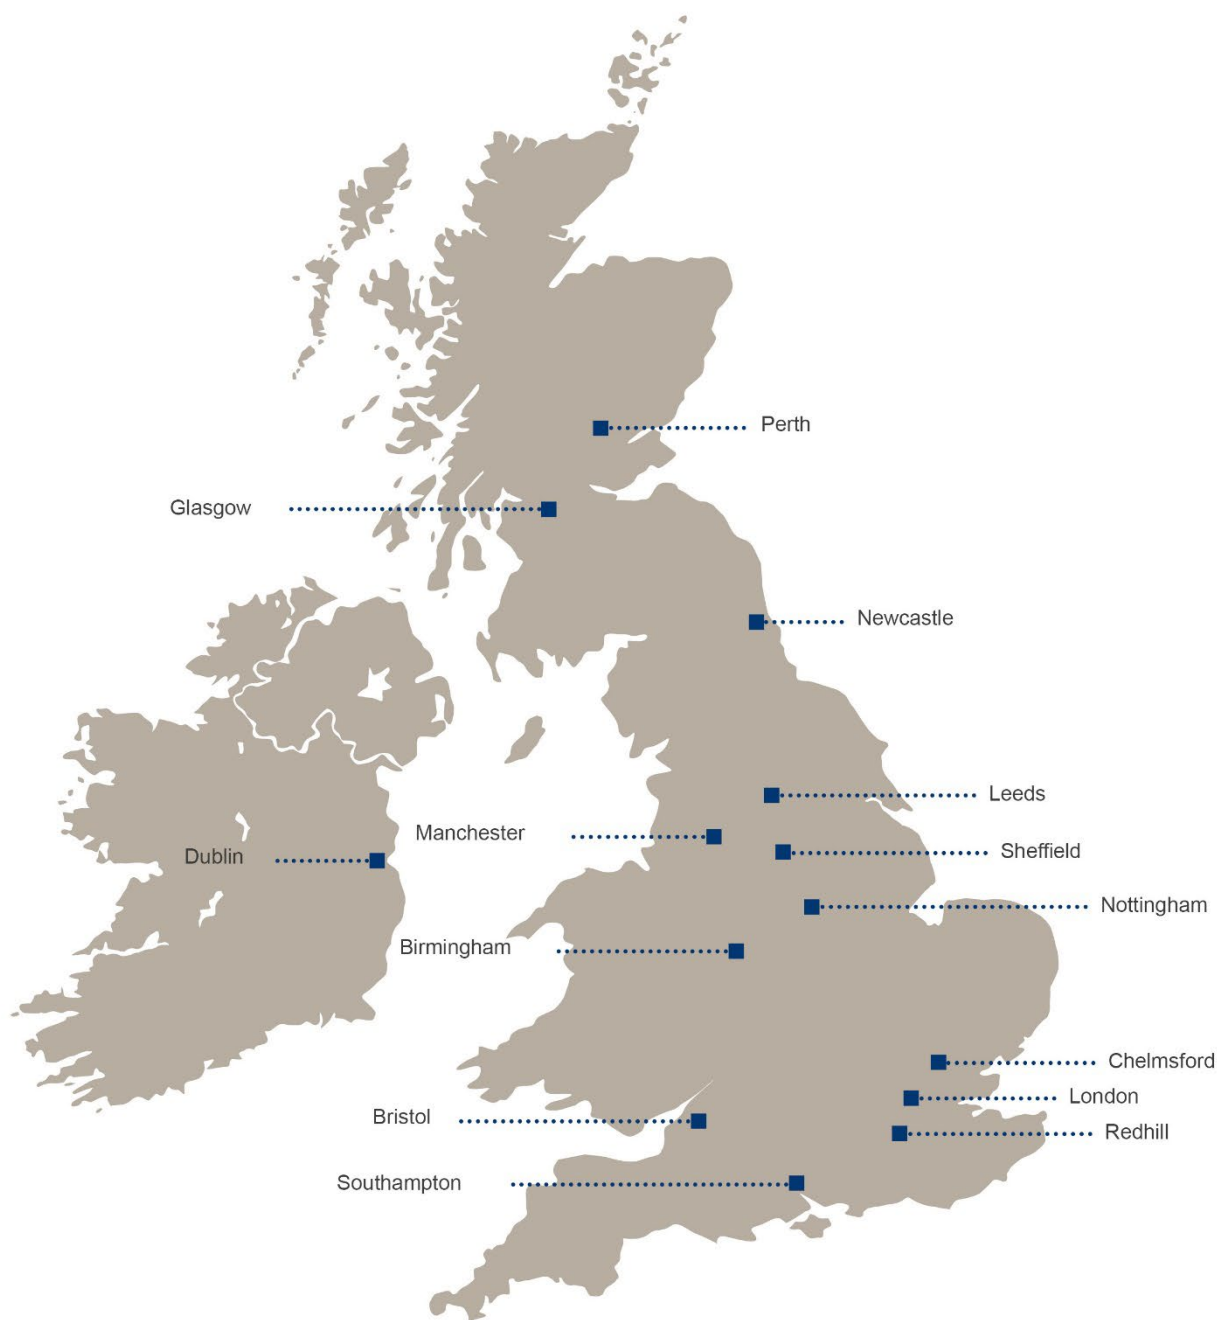 Perth
Glasgow
Newcastle
Leeds
Manchester
Sheffield
Dublin
Nottingham
Birmingham
Chelmsford
London
Bristol
Redhill
Southampton